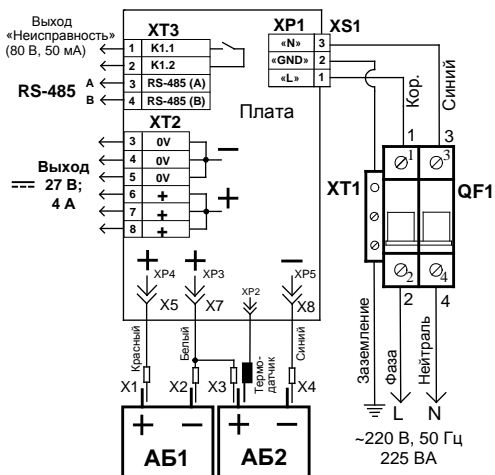 Выход
«Неисправность»
(80 В, 50 мА)
XT3
1 K1.1
2 K1.2
RS-485
A 3 RS-485 (A)
B 4 RS-485 (B)
XP1 XS1
«N» 3
«GND» 2
«L» 1
Плата
XT2
3 0V
4 0V
5 0V
6 +
7 +
8 +
−
+
Выход
27 В;
4 А
Кор.
Синий
1 3
1 3
XT1
QF1
2 4
2 4
Заземление
Фаза
Нейтраль
L N
~220 В, 50 Гц
225 ВА
+ + −
XP4 XP3 XP2 XP5
X5 X7 X8
Красный
Белый
Термо-
датчик
Синий
X1 X2 X3 X4
+ − + −
АБ1 АБ2